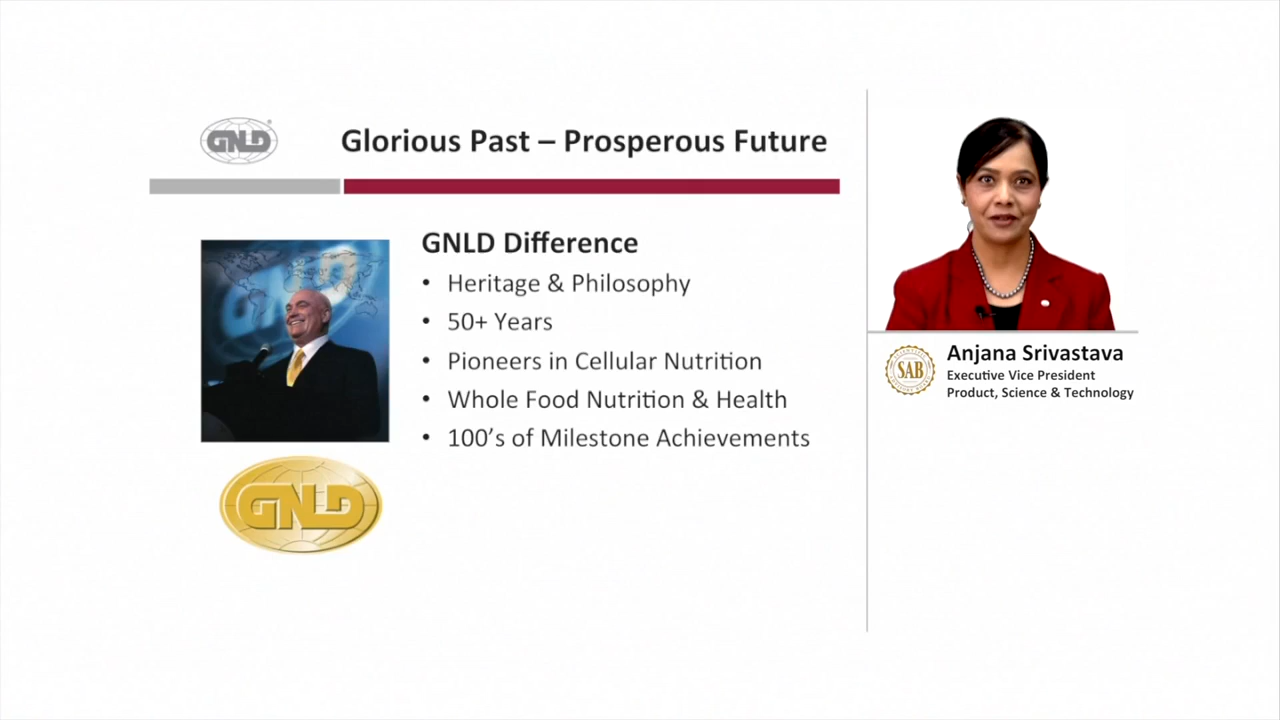 GNLD
Glorious Past – Prosperous Future
GNLD Difference
• Heritage & Philosophy
• 50+ Years
• Pioneers in Cellular Nutrition
• Whole Food Nutrition & Health
• 100’s of Milestone Achievements
GNLD
SAB
Anjana Srivastava
Executive Vice President
Product, Science & Technology